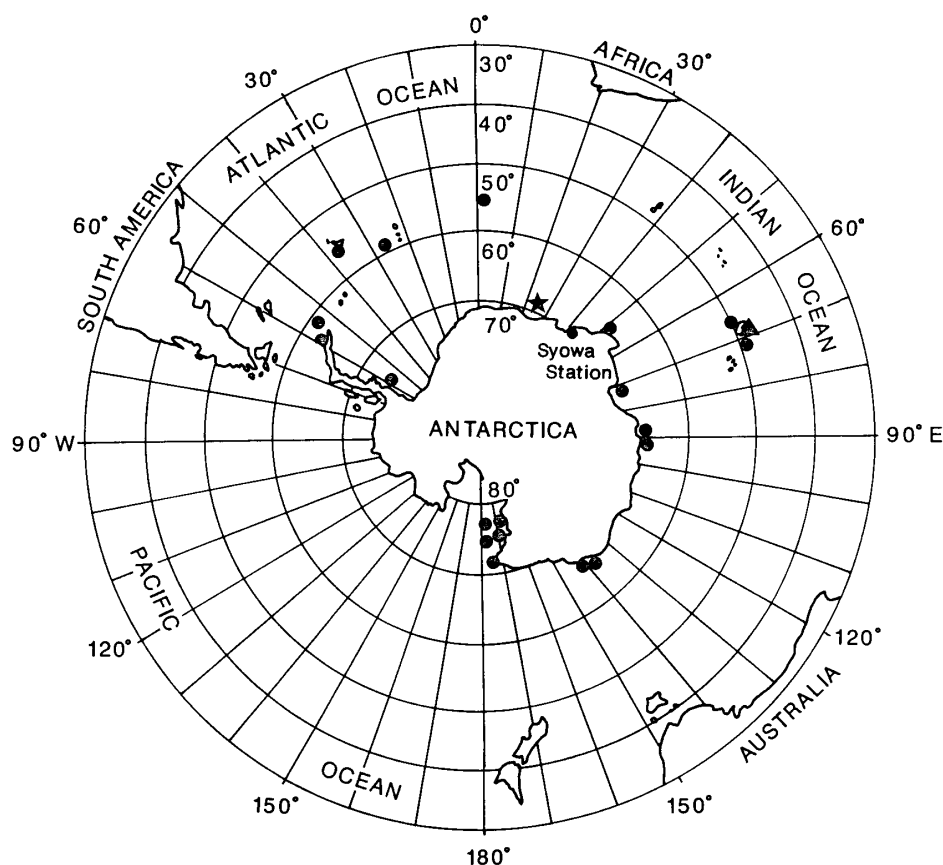 0°
30°
AFRICA
30°
30°
OCEAN
ATLANTIC
40°
INDIAN
50°
SOUTH AMERICA
60°
60°
60°
OCEAN
70°
Syowa
Station
ANTARCTICA
90° W
90° E
80°
PACIFIC
120°
120°
AUSTRALIA
OCEAN
150°
150°
180°